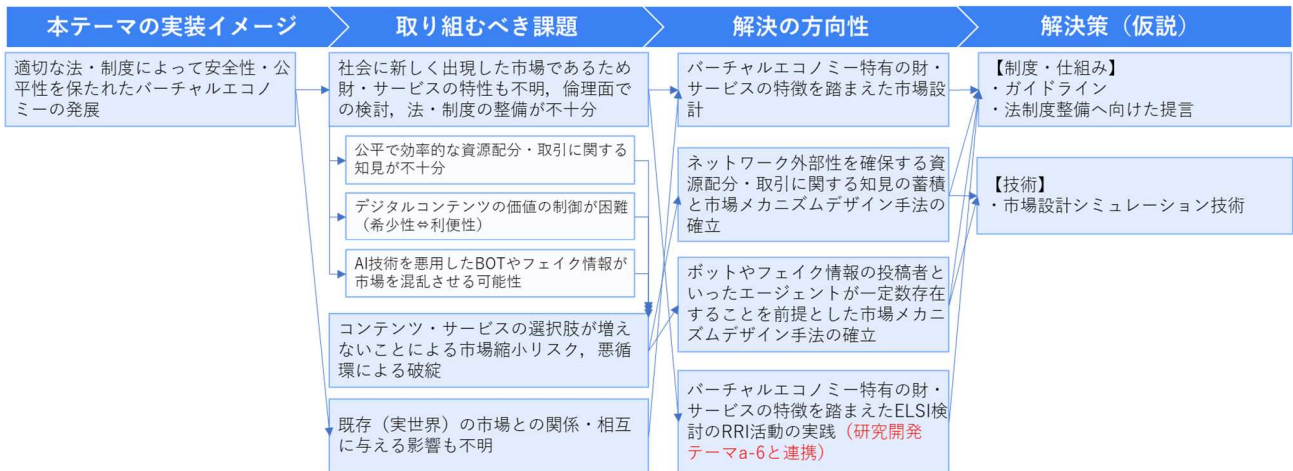 本テーマの実装イメージ
取り組むべき課題
解決の方向性
解決策（仮説）
適切な法・制度によって安全性・公
平性を保たれたバーチャルエコノ
ミーの発展
社会に新しく出現した市場であるため
財・サービスの特性も不明，倫理面で
の検討，法・制度の整備が不十分
公平で効率的な資源配分・取引に関する
知見が不十分
デジタルコンテンツの価値の制御が困難
（希少性⇔利便性）
AI技術を悪用したBOTやフェイク情報が
市場を混乱させる可能性
コンテンツ・サービスの選択肢が増え
ないことによる市場縮小リスク，悪循
環による破綻
既存（実世界）の市場との関係・相互
に与える影響も不明
バーチャルエコノミー特有の財・
サービスの特徴を踏まえた市場設
計
ネットワーク外部性を確保する資
源配分・取引に関する知見の蓄積
と市場メカニズムデザイン手法の
確立
ボットやフェイク情報の投稿者と
いったエージェントが一定数存在
することを前提とした市場メカニ
ズムデザイン手法の確立
バーチャルエコノミー特有の財・
サービスの特徴を踏まえたELSI検
討のRRI活動の実践（研究開発
テーマa-6と連携）
【制度・仕組み】
・ガイドライン
・法制度整備へ向けた提言
【技術】
・市場設計シミュレーション技術